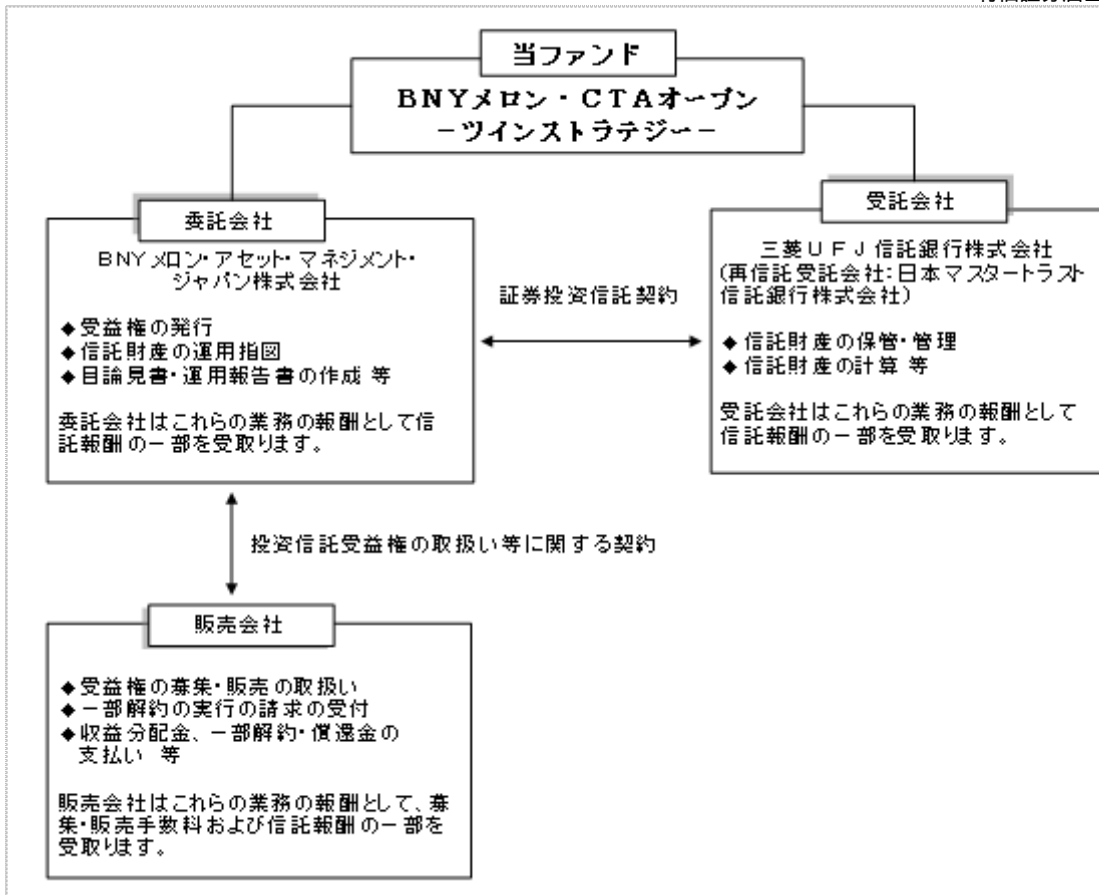 当ファンド
BNYメロン・CTAオープン
－ツインストラテジー－
委託会社
BNYメロン・アセット・マネジメント・
ジャパン株式会社
◆受益権の発行
◆信託財産の運用指図
◆目論見書・運用報告書の作成 等
委託会社はこれらの業務の報酬として信
託報酬の一部を受取ります。
証券投資信託契約
受託会社
三菱UFJ信託銀行株式会社
(再信託受託会社：日本マスタートラスト
信託銀行株式会社)
◆ 信託財産の保管・管理
◆ 信託財産の計算 等
受託会社はこれらの業務の報酬として
信託報酬の一部を受取ります。
投資信託受益権の取扱い等に関する契約
販売会社
◆受益権の募集・販売の取扱い
◆一部解約の実行の請求の受付
◆収益分配金、一部解約・償還金の
支払い 等
販売会社はこれらの業務の報酬として、募
集・販売手数料および信託報酬の一部を
受取ります。